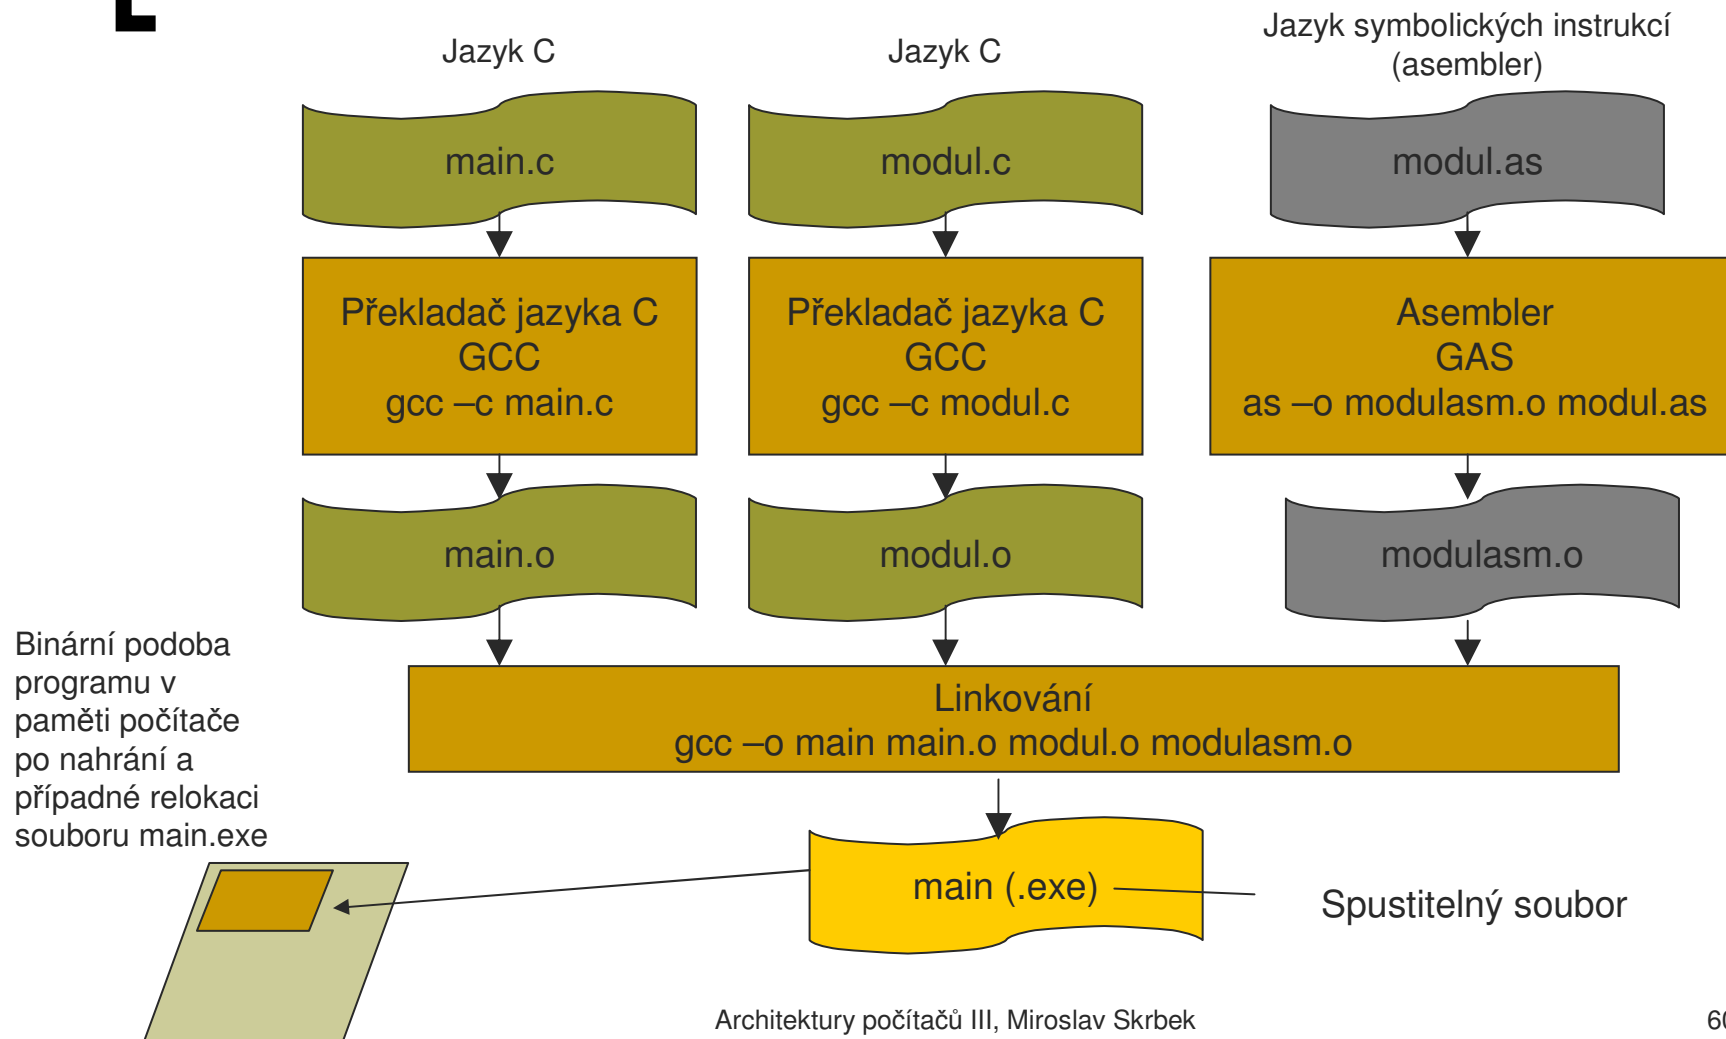 Jazyk C
Jazyk C
Jazyk symbolických instrukcí
(asembler)
main.c
modul.c
modul.as
Překladač jazyka C
GCC
gcc –c main.c
Překladač jazyka C
GCC
gcc –c modul.c
Asembler
GAS
as –o modulasm.o modul.as
main.o
modul.o
modulasm.o
Binární podoba
programu v
paměti počítače
po nahrání a
případné relokaci
souboru main.exe
Linkování
gcc –o main main.o modul.o modulasm.o
main (.exe)
Spustitelný soubor
Architektury počítačů III, Miroslav Skrbek
60